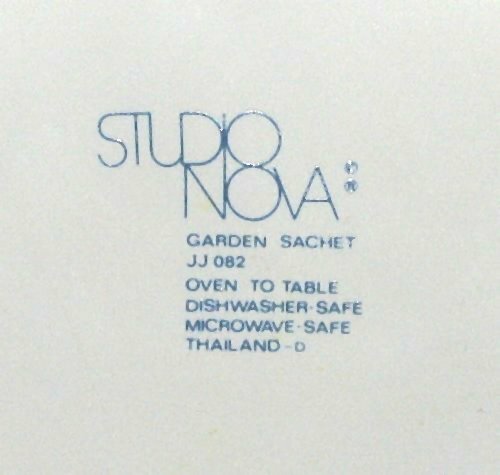 STUDIO
NOVA ®
GARDEN SACHET
JJ 082
OVEN TO TABLE
DISHWASHER-SAFE
MICROWAVE-SAFE
THAILAND-D